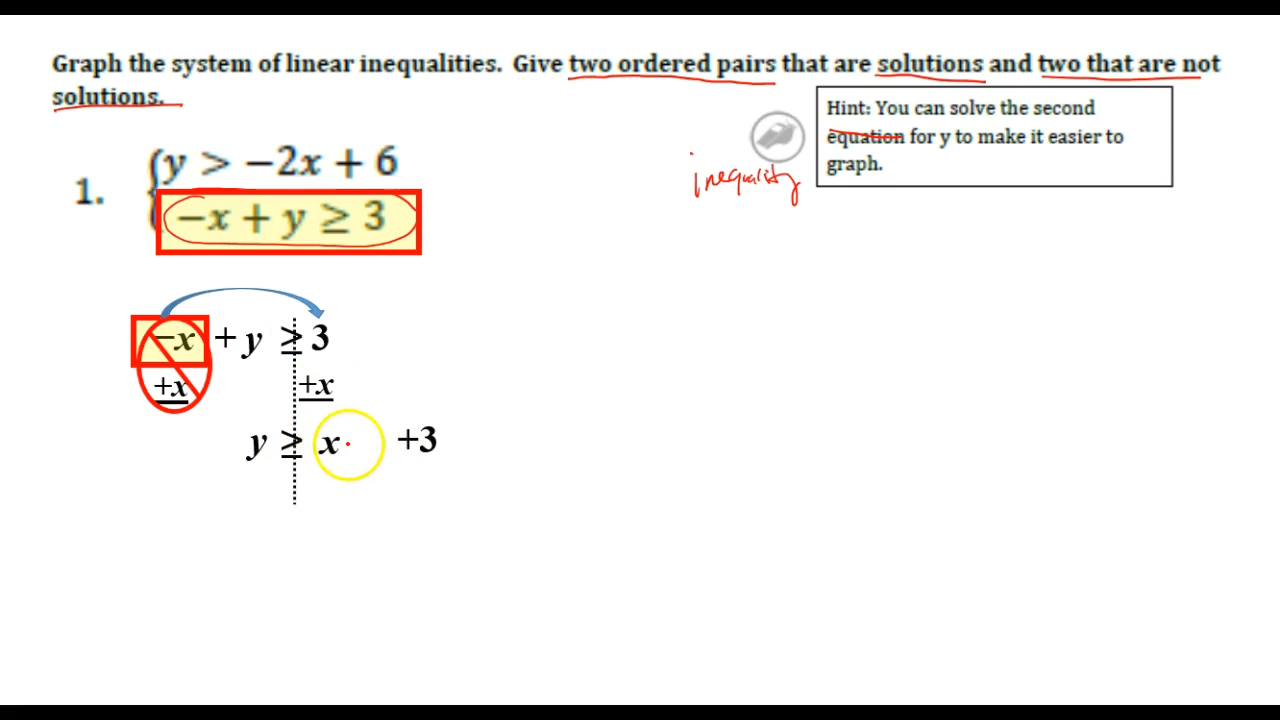 Graph the system of linear inequalities. Give two ordered pairs that are solutions and two that are not
solutions.
Hint: You can solve the second
equation for y to make it easier to
graph.
inequality
1. {y > −2x + 6
−x + y ≥ 3
−x + y ≥ 3
+x +x
y ≥ x +3